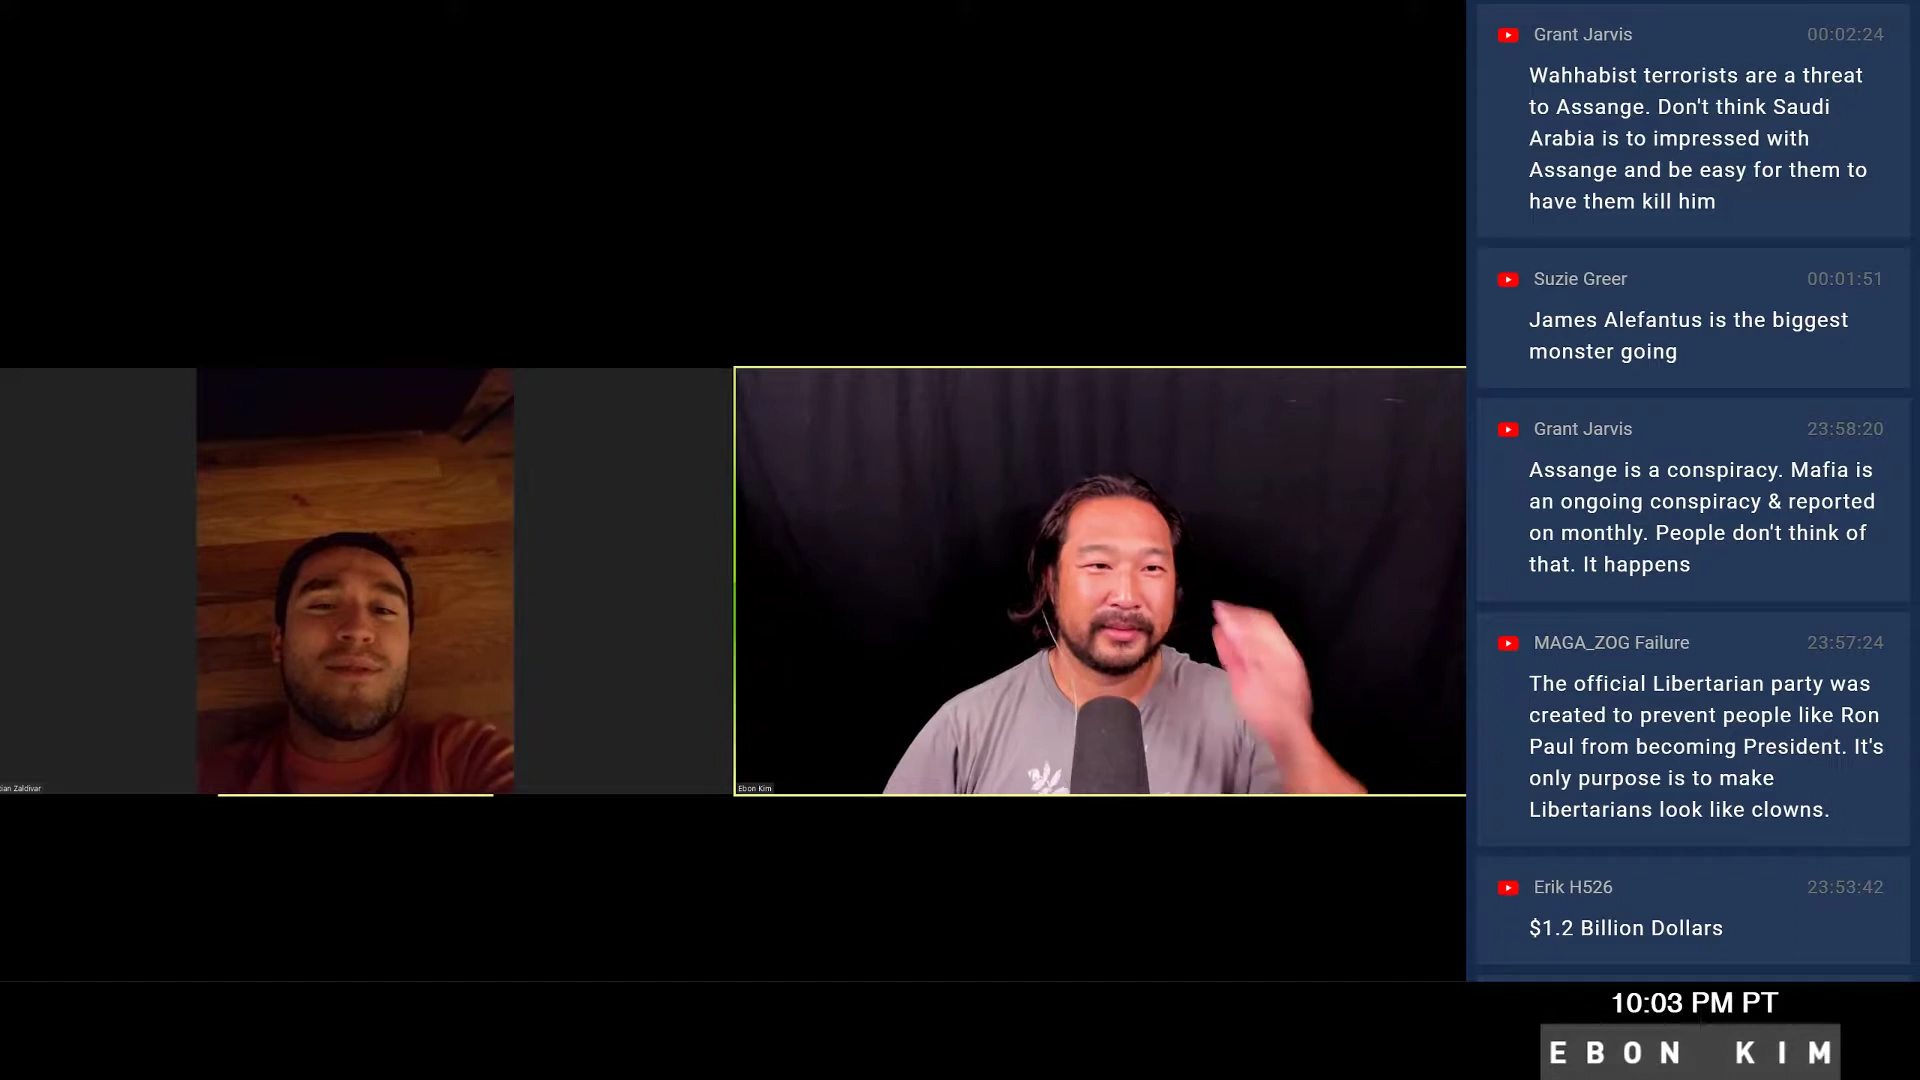 Grant Jarvis 00:02:24
Wahhabist terrorists are a threat
to Assange. Don't think Saudi
Arabia is to impressed with
Assange and be easy for them to
have them kill him
Suzie Greer 00:01:51
James Alefantus is the biggest
monster going
Grant Jarvis 23:58:20
Assange is a conspiracy. Mafia is
an ongoing conspiracy & reported
on monthly. People don't think of
that. It happens
MAGA_ZOG Failure 23:57:24
The official Libertarian party was
created to prevent people like Ron
Paul from becoming President. It's
only purpose is to make
Libertarians look like clowns.
Erik H526 23:53:42
$1.2 Billion Dollars
ian Zaldivar
Ebon Kim
10:03 PM PT
EBON KIM